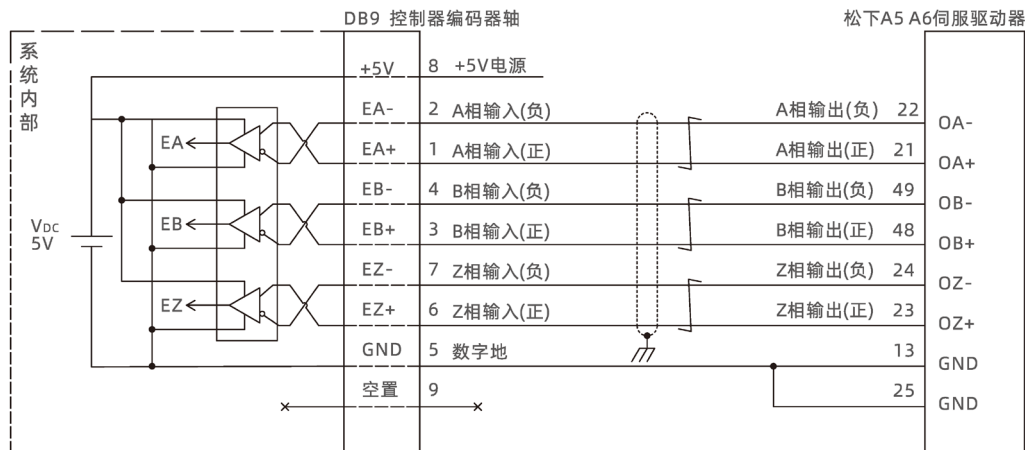 DB9 控制器编码器轴 松下A5 A6伺服驱动器
系统内部
+5V 8 +5V电源
EA- 2 A相输入(负) A相输出(负) 22 OA-
EA
EA+ 1 A相输入(正) A相输出(正) 21 OA+
EB- 4 B相输入(负) B相输出(负) 49 OB-
EB
EB+ 3 B相输入(正) B相输出(正) 48 OB+
VDC
5V
EZ- 7 Z相输入(负) Z相输出(负) 24 OZ-
EZ
EZ+ 6 Z相输入(正) Z相输出(正) 23 OZ+
GND 5 数字地 13 GND
空置 9 25 GND